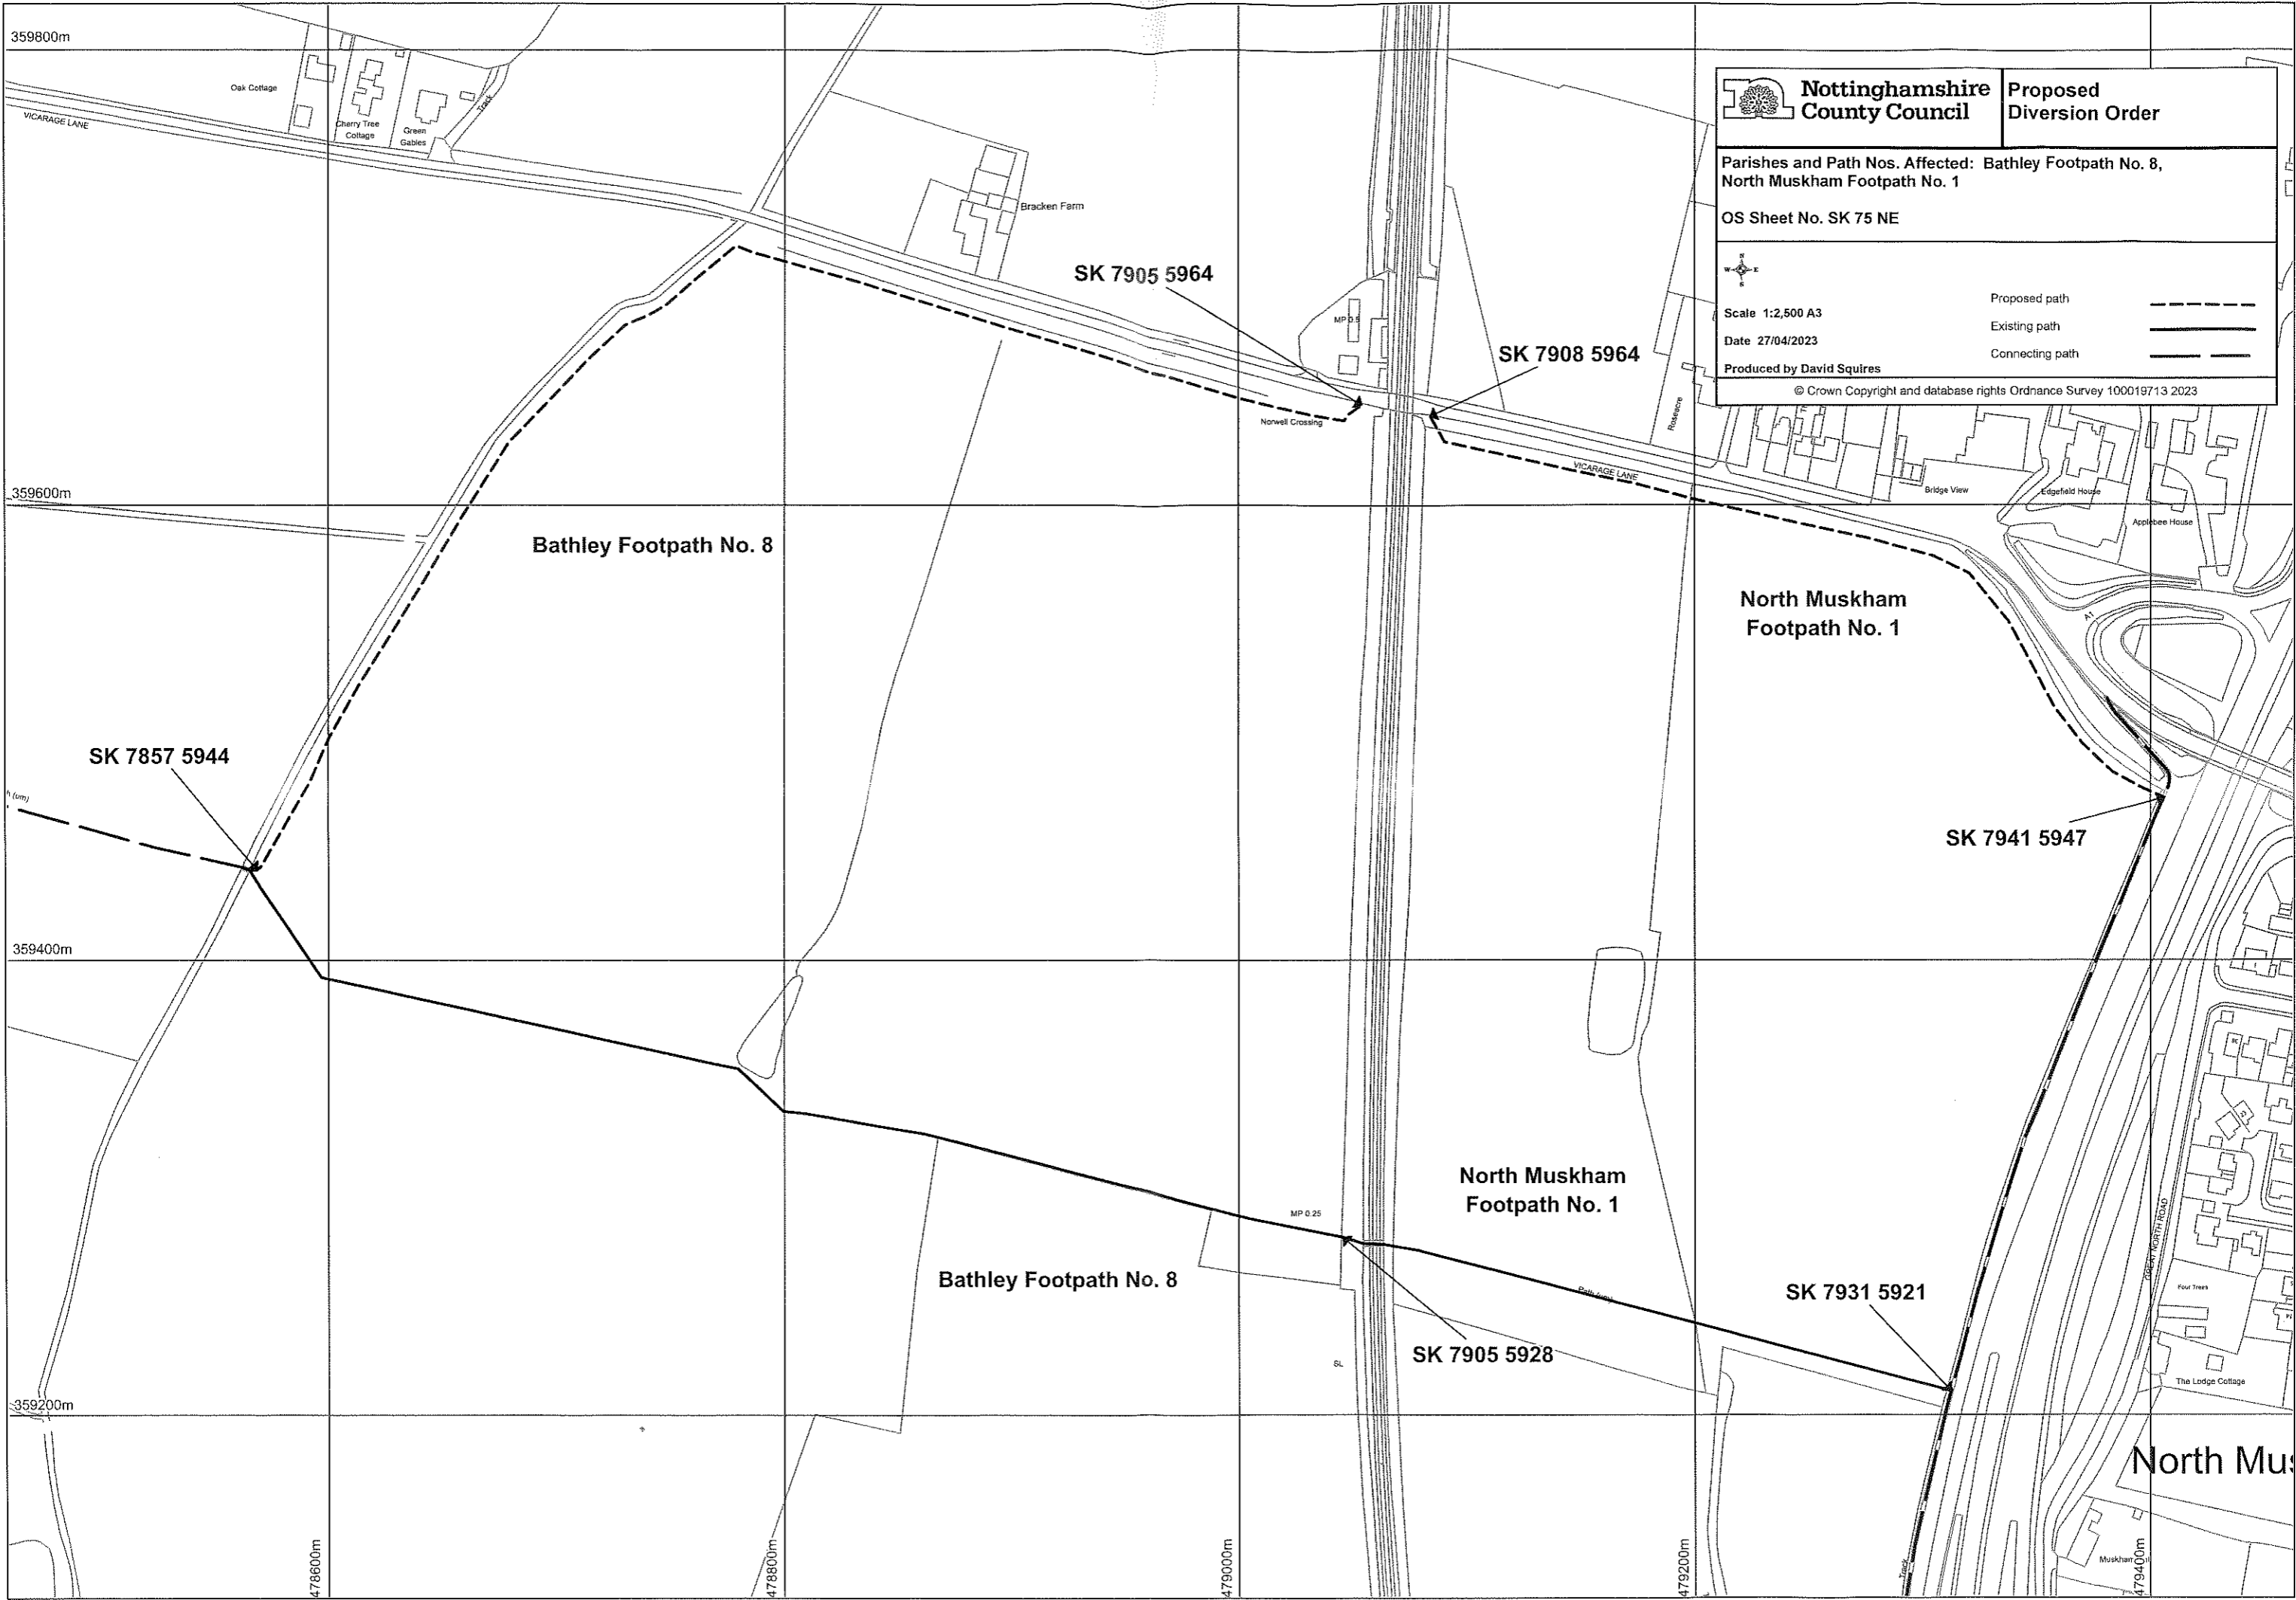 359800m
Oak Cottage
VICARAGE LANE
Cherry Tree
Cottage
Green
Gables
Track
Bracken Farm
Nottinghamshire
County Council
Proposed
Diversion Order
Parishes and Path Nos. Affected: Bathley Footpath No. 8,
North Muskham Footpath No. 1
OS Sheet No. SK 75 NE
N
W E
S
Scale 1:2,500 A3
Date 27/04/2023
Produced by David Squires
Proposed path
Existing path
Connecting path
© Crown Copyright and database rights Ordnance Survey 100019713 2023
SK 7905 5964
MP 0.5
SK 7908 5964
Roseacre
Norwell Crossing
VICARAGE LANE
Bridge View
Edgefield House
Applebee House
359600m
Bathley Footpath No. 8
North Muskham
Footpath No. 1
A1
SK 7857 5944
h (um)
SK 7941 5947
359400m
North Muskham
Footpath No. 1
MP 0.25
Bathley Footpath No. 8
Path (um)
SK 7931 5921
SK 7905 5928
SL
GREAT NORTH ROAD
Four Trees
The Lodge Cottage
359200m
North Mus
Track
478600m
478800m
479000m
479200m
479400m